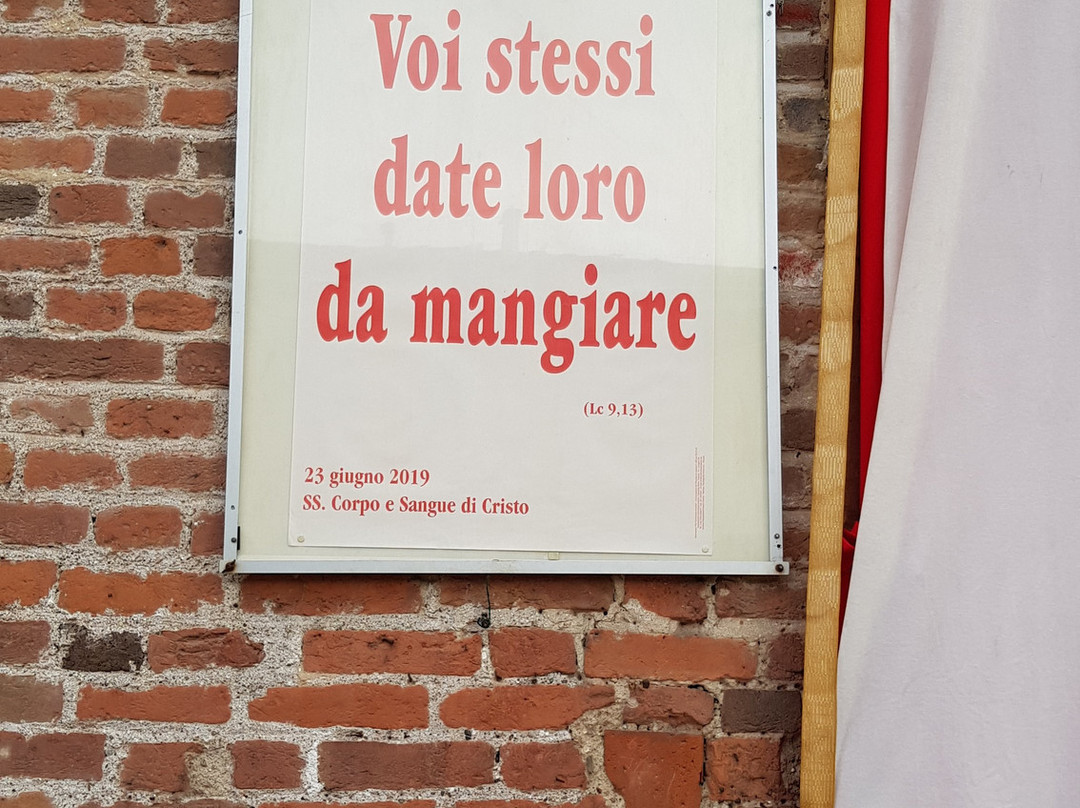 Voi stessi
date loro
da mangiare
(Lc 9,13)
23 giugno 2019
SS. Corpo e Sangue di Cristo